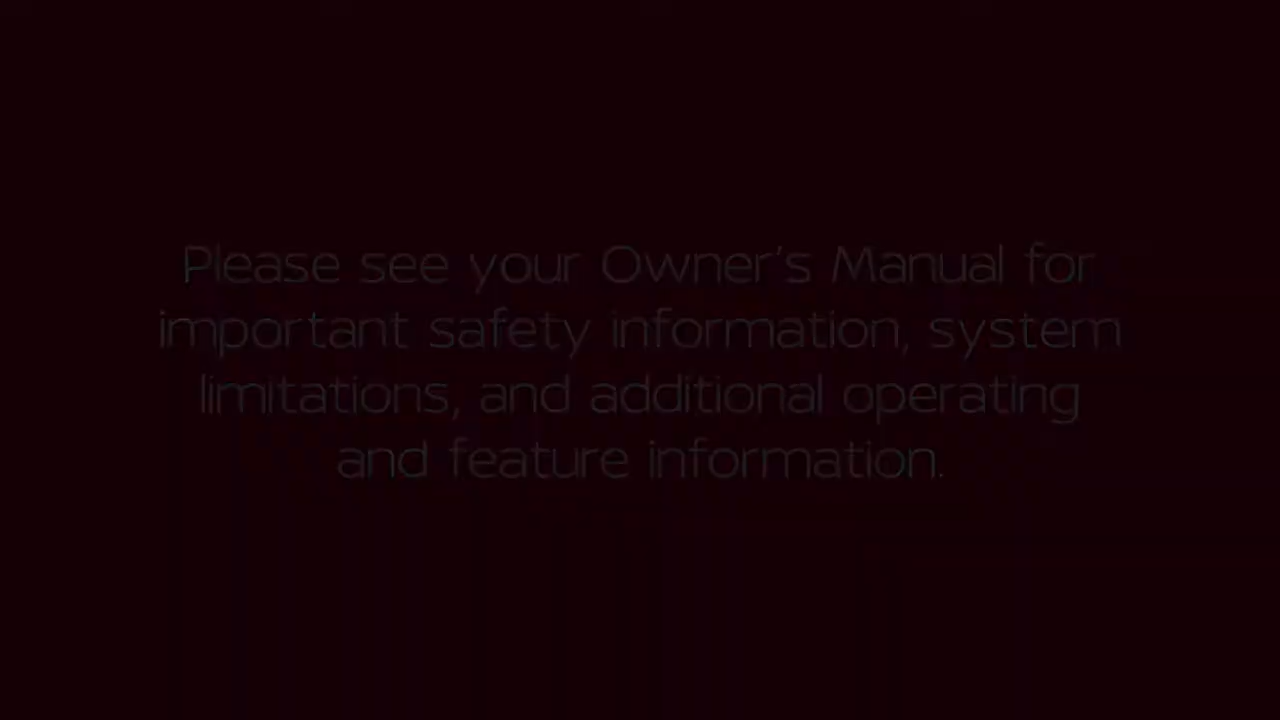 Please see your Owner's Manual for
important safety information, system
limitations, and additional operating
and feature information.